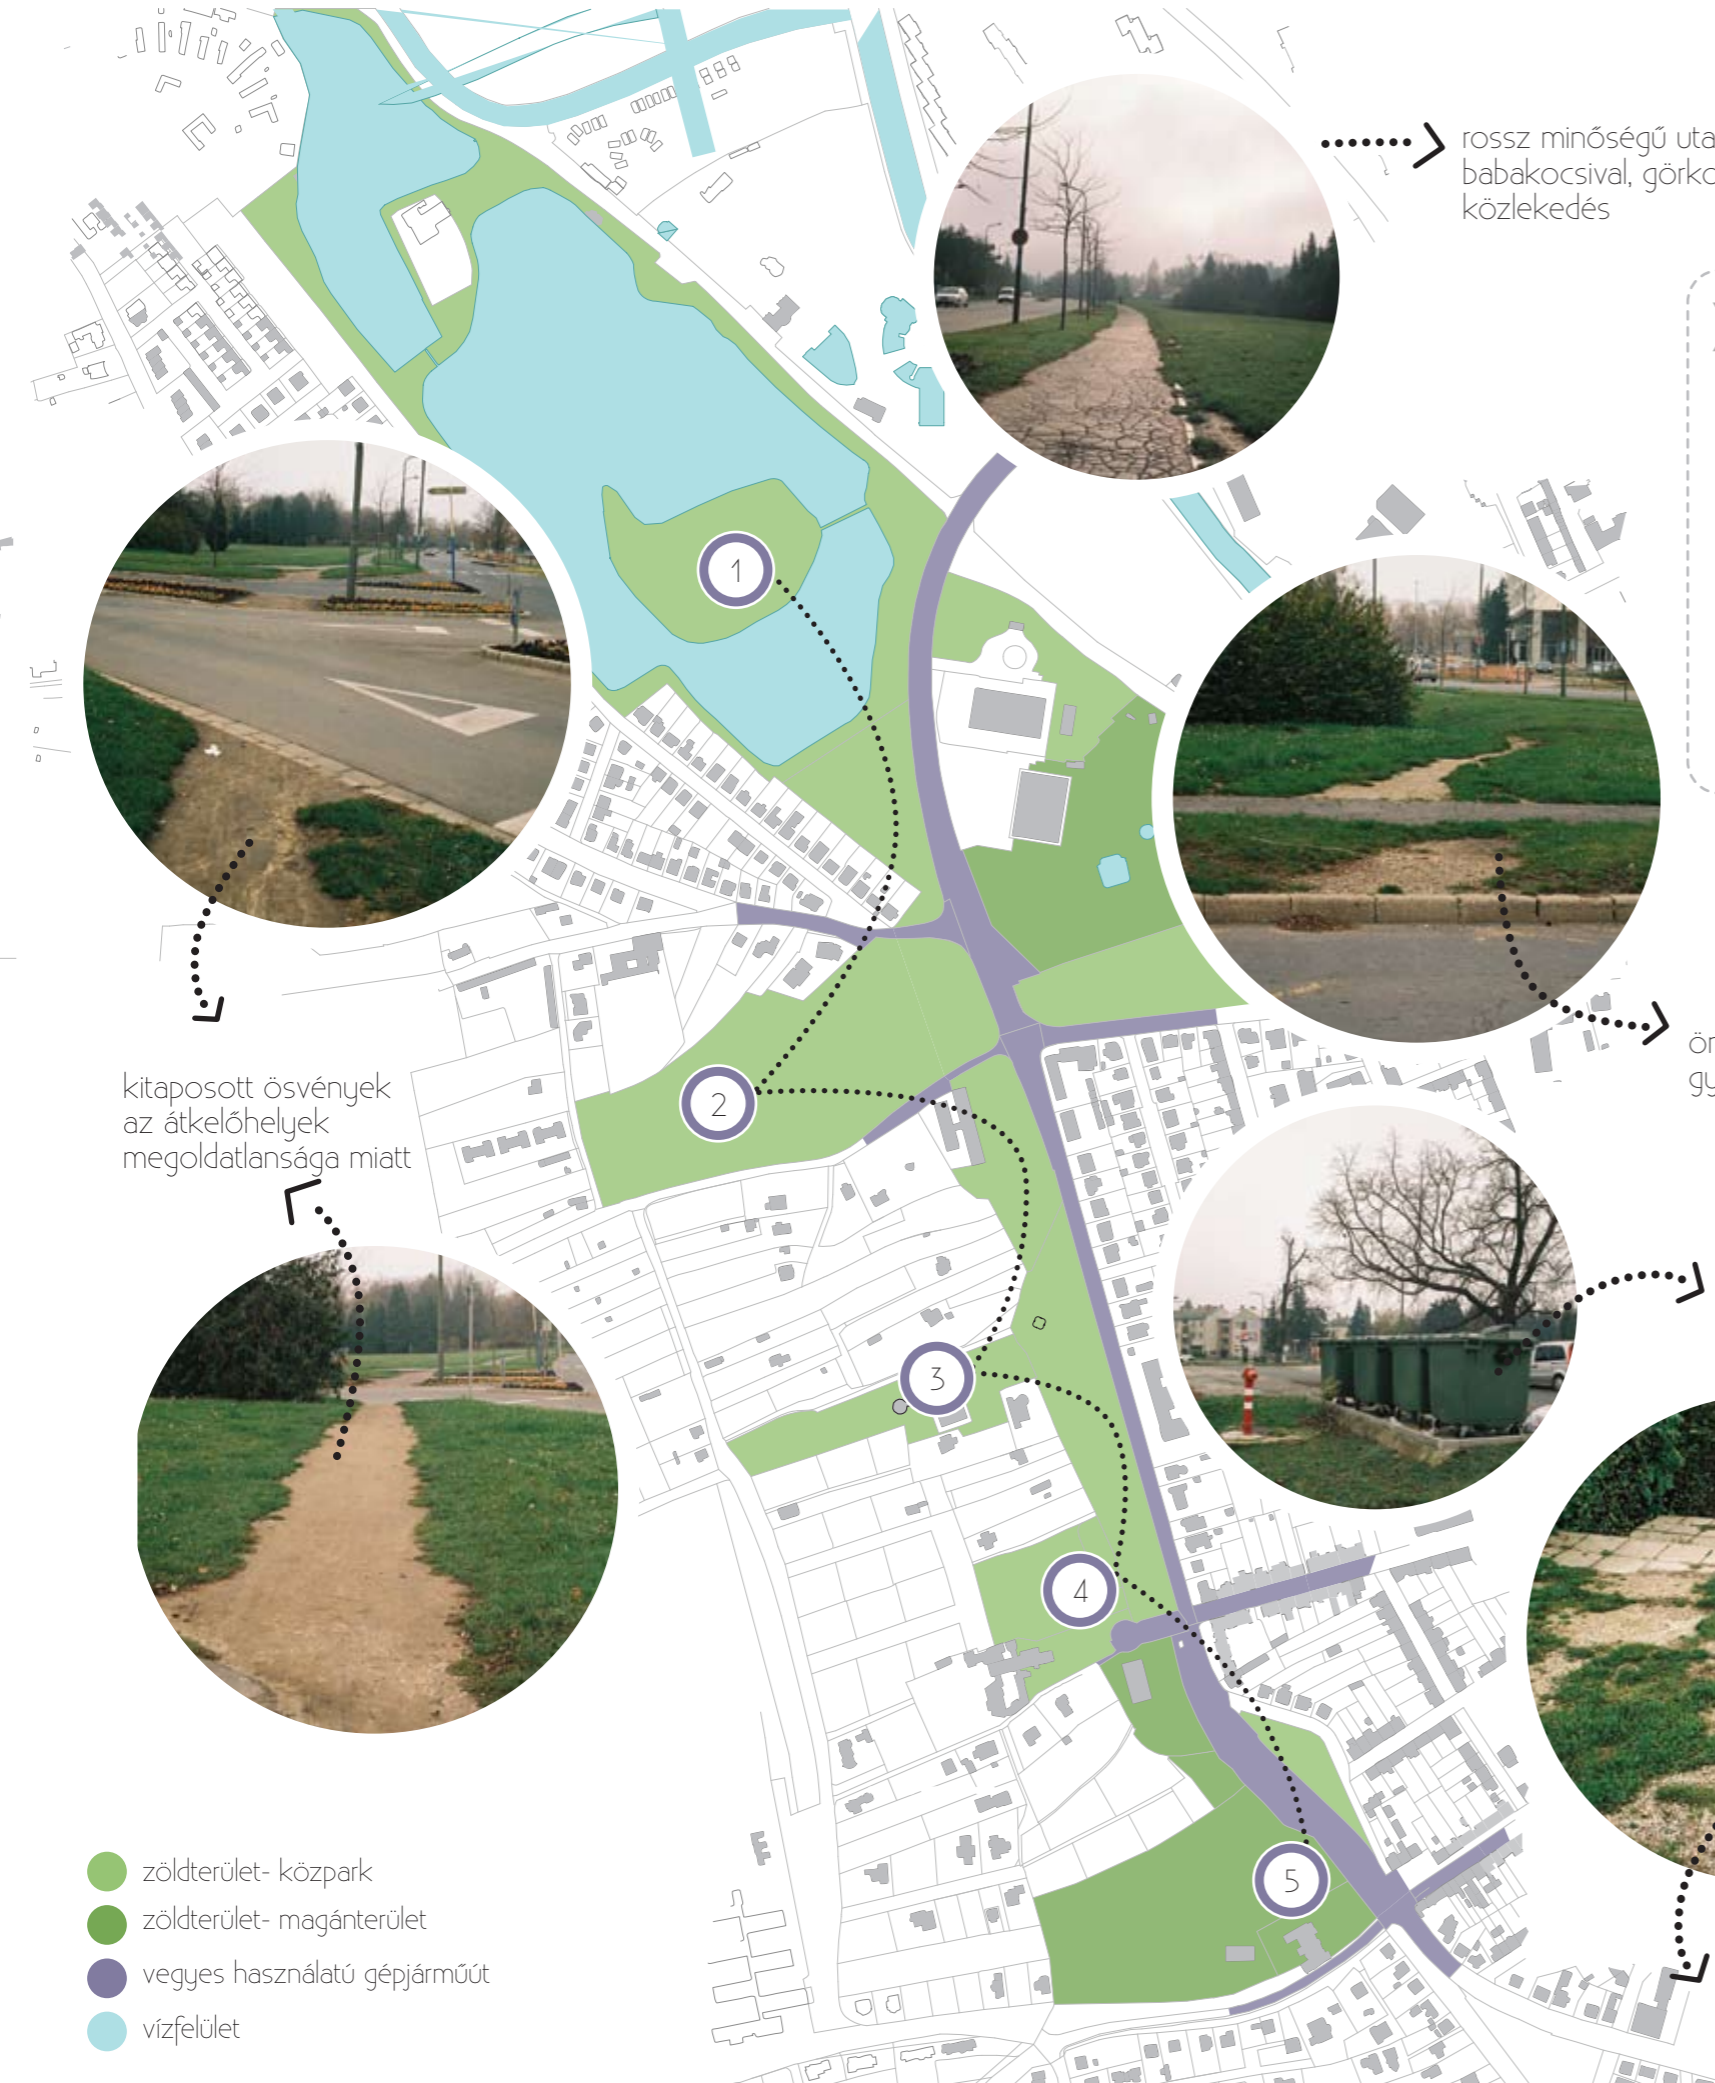 rossz minőségű uta
babakocsival, görko
közlekedés
1
kitaposott ösvények
az átkelőhelyek
megoldatlansága miatt
2
3
4
5
zöldterület- közpark
zöldterület- magánterület
vegyes használatú gépjárműút
vízfelület